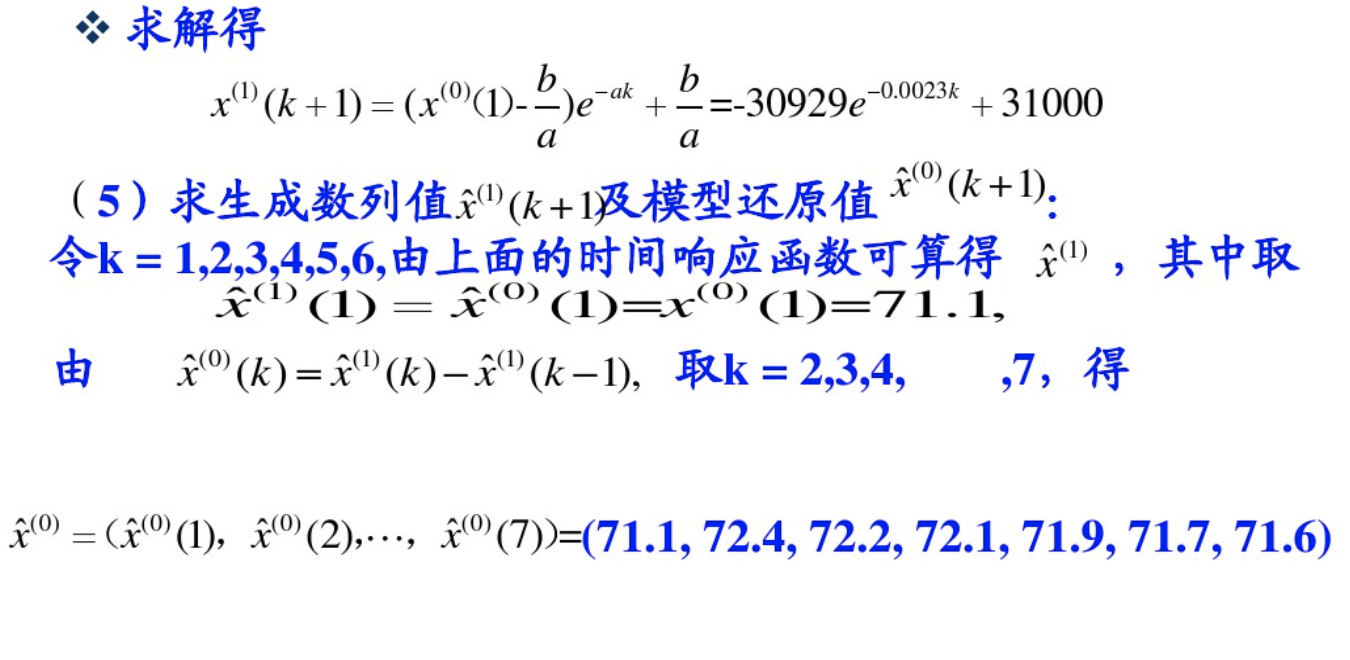 ❖ 求解得
x^{(1)}(k+1) = (x^{(0)}(1)-\frac{b}{a})e^{-ak} + \frac{b}{a}=-30929e^{-0.0023k} + 31000
（5）求生成数列值\hat{x}^{(1)}(k+1)及模型还原值 \hat{x}^{(0)}(k+1):
令k = 1,2,3,4,5,6,由上面的时间响应函数可算得 \hat{x}^{(1)} ，其中取
\hat{x}^{(1)}(1) = \hat{x}^{(0)}(1)=x^{(0)}(1)=71.1,
由 \hat{x}^{(0)}(k) = \hat{x}^{(1)}(k) - \hat{x}^{(1)}(k-1), 取k = 2,3,4, ,7，得
\hat{x}^{(0)} = (\hat{x}^{(0)}(1), \hat{x}^{(0)}(2),⋯, \hat{x}^{(0)}(7))=(71.1, 72.4, 72.2, 72.1, 71.9, 71.7, 71.6)